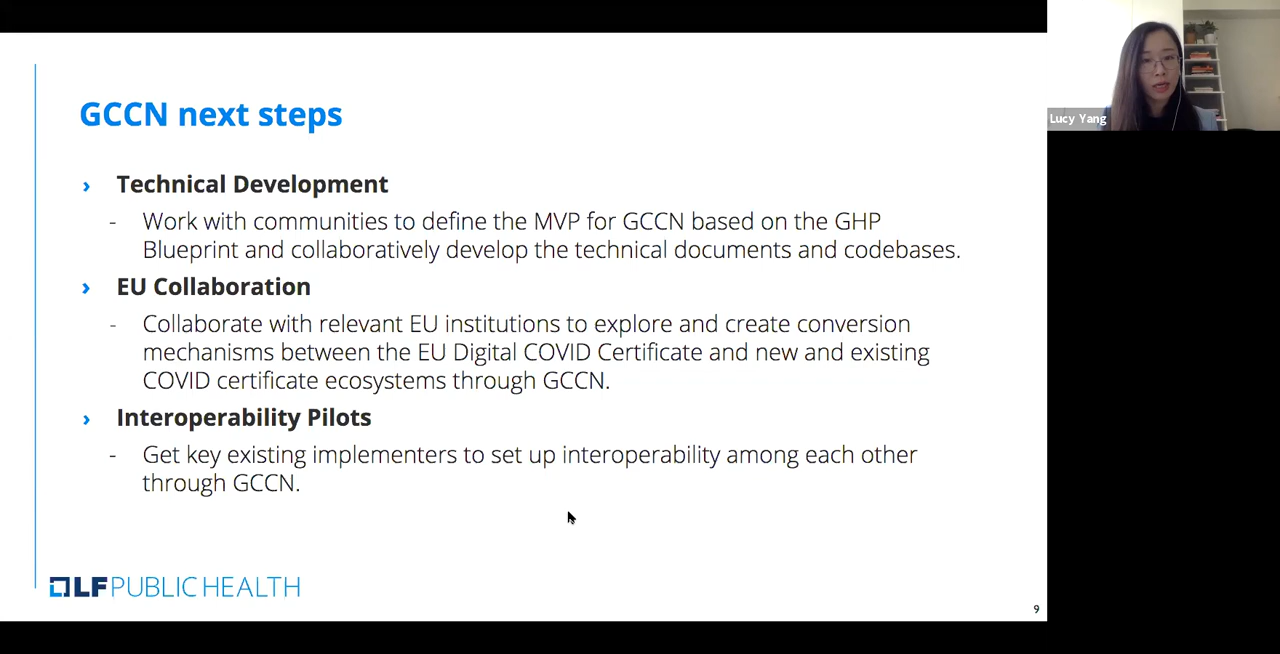 GCCN next steps
› Technical Development
- Work with communities to define the MVP for GCCN based on the GHP
Blueprint and collaboratively develop the technical documents and codebases.
› EU Collaboration
- Collaborate with relevant EU institutions to explore and create conversion
mechanisms between the EU Digital COVID Certificate and new and existing
COVID certificate ecosystems through GCCN.
› Interoperability Pilots
- Get key existing implementers to set up interoperability among each other
through GCCN.
LF PUBLIC HEALTH
9
Lucy Yang